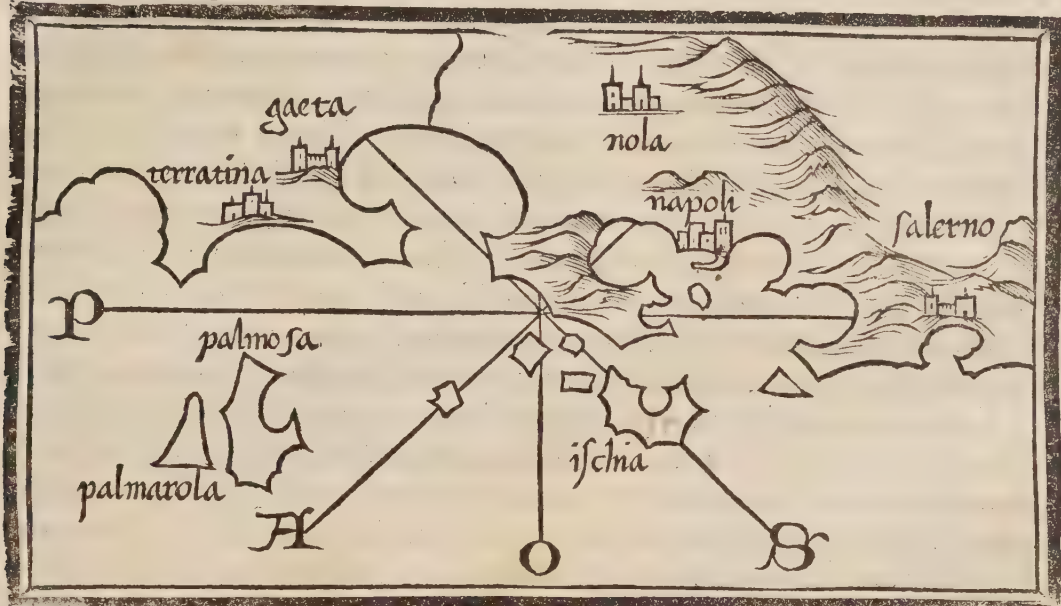 gaeta
nola
terratina
napoli
salerno
P
palmosa
ischia
palmarola
A
O
S